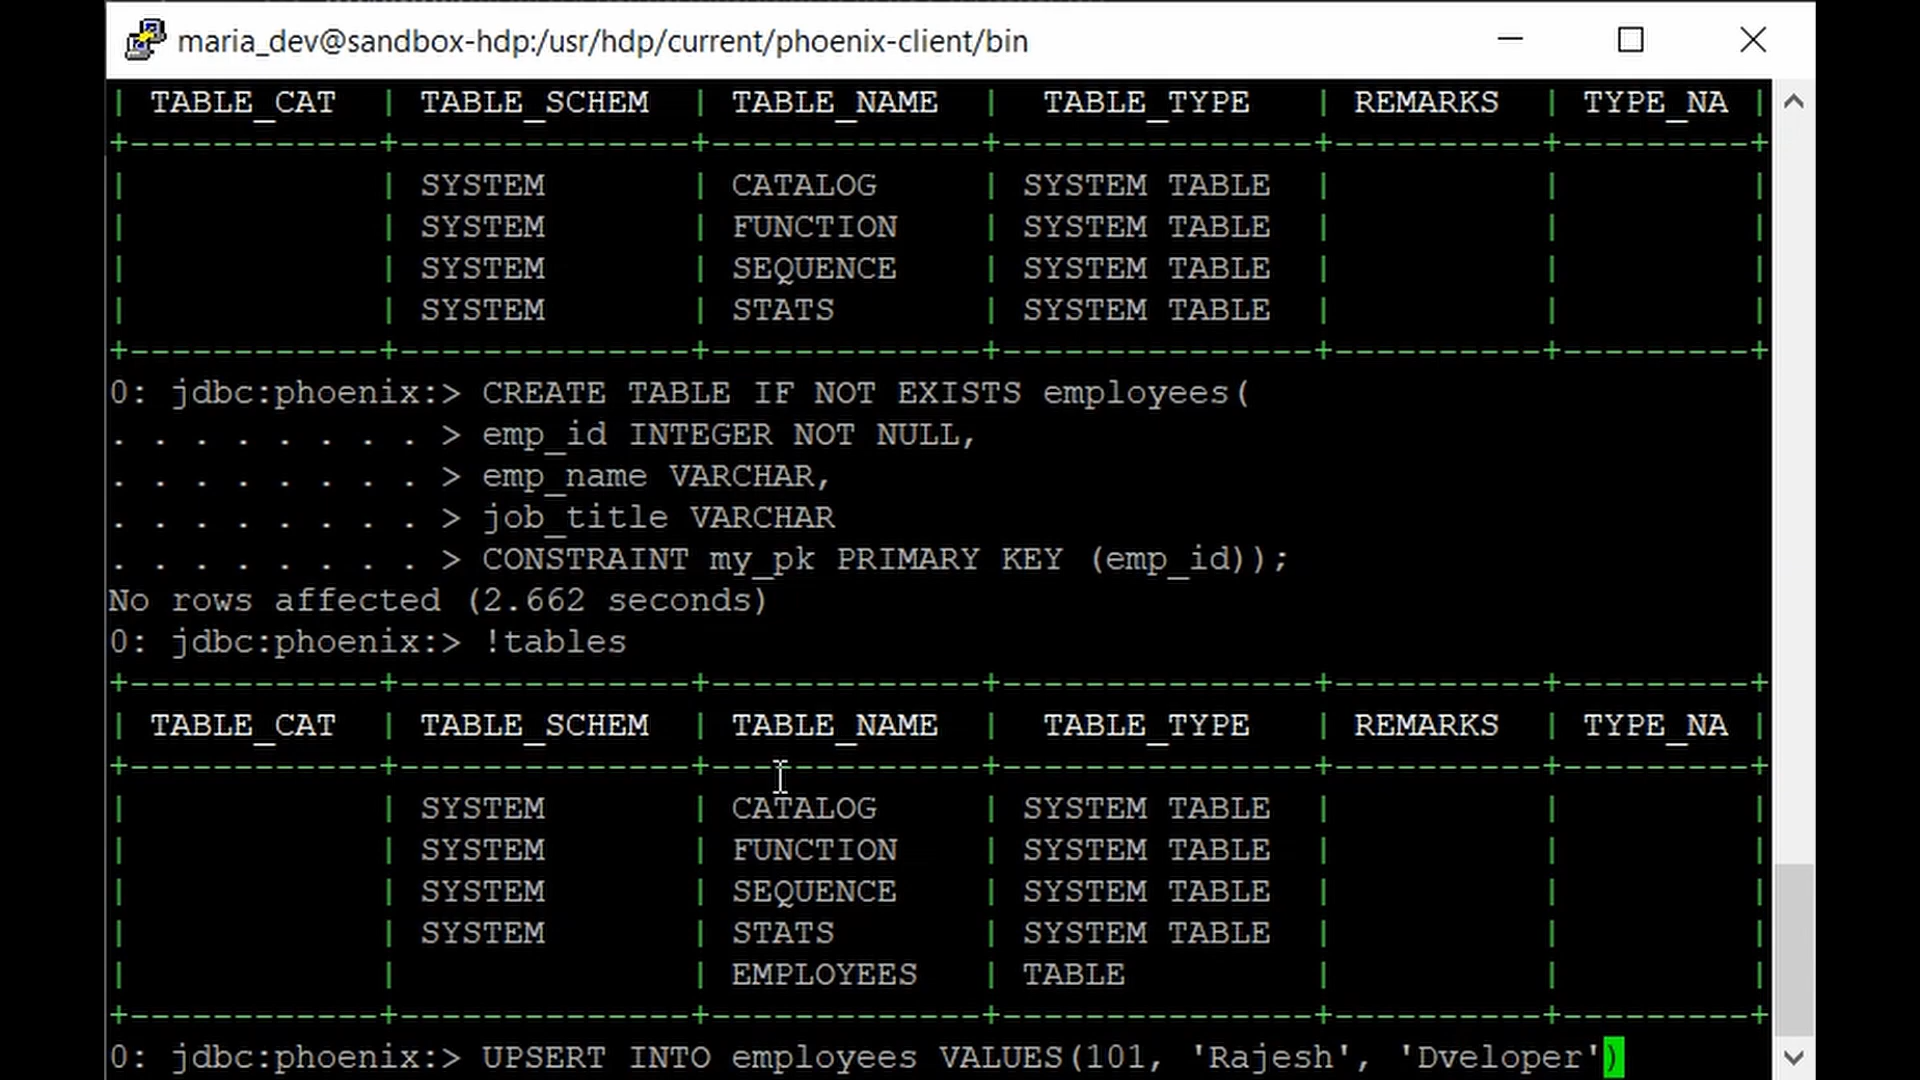 maria_dev@sandbox-hdp:/usr/hdp/current/phoenix-client/bin
| TABLE_CAT | TABLE_SCHEM | TABLE_NAME | TABLE_TYPE | REMARKS | TYPE_NA |
+------------+--------------+-------------+---------------+----------+---------+
| | SYSTEM | CATALOG | SYSTEM TABLE | | |
| | SYSTEM | FUNCTION | SYSTEM TABLE | | |
| | SYSTEM | SEQUENCE | SYSTEM TABLE | | |
| | SYSTEM | STATS | SYSTEM TABLE | | |
+------------+--------------+-------------+---------------+----------+---------+
0: jdbc:phoenix:> CREATE TABLE IF NOT EXISTS employees(
. . . . . . . . > emp_id INTEGER NOT NULL,
. . . . . . . . > emp_name VARCHAR,
. . . . . . . . > job_title VARCHAR
. . . . . . . . > CONSTRAINT my_pk PRIMARY KEY (emp_id));
No rows affected (2.662 seconds)
0: jdbc:phoenix:> !tables
+------------+--------------+-------------+---------------+----------+---------+
| TABLE_CAT | TABLE_SCHEM | TABLE_NAME | TABLE_TYPE | REMARKS | TYPE_NA |
+------------+--------------+-------------+---------------+----------+---------+
| | SYSTEM | CATALOG | SYSTEM TABLE | | |
| | SYSTEM | FUNCTION | SYSTEM TABLE | | |
| | SYSTEM | SEQUENCE | SYSTEM TABLE | | |
| | SYSTEM | STATS | SYSTEM TABLE | | |
| | | EMPLOYEES | TABLE | | |
+------------+--------------+-------------+---------------+----------+---------+
0: jdbc:phoenix:> UPSERT INTO employees VALUES(101, 'Rajesh', 'Dveloper')